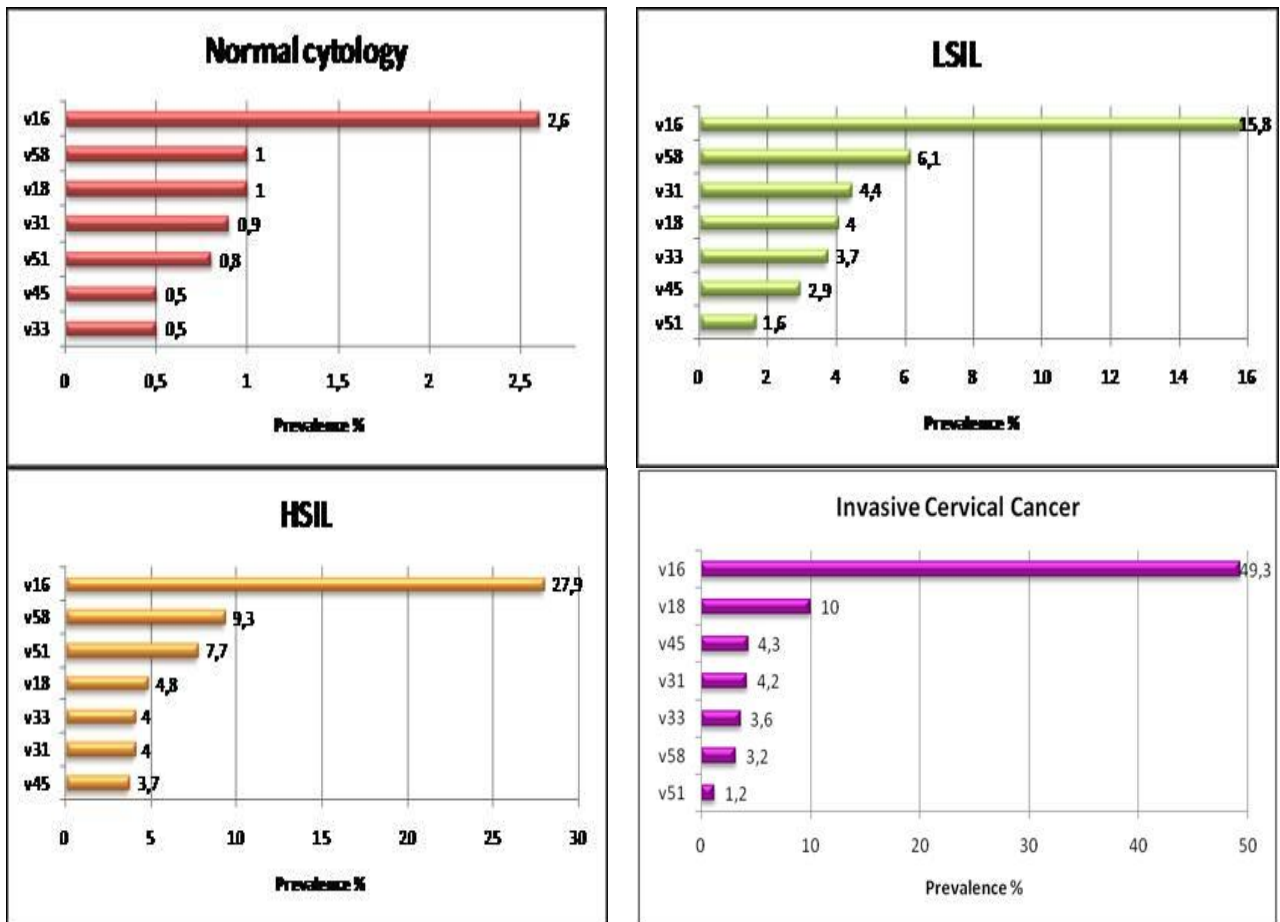 Normal cytology
v16 2,6
v58 1
v18 1
v31 0,9
v51 0,8
v45 0,5
v33 0,5
0 0,5 1 1,5 2 2,5
Prevalence %
LSIL
v16 15,8
v58 6,1
v31 4,4
v18 4
v33 3,7
v45 2,9
v51 1,6
0 2 4 6 8 10 12 14 16
Prevalence %
HSIL
v16 27,9
v58 9,3
v51 7,7
v18 4,8
v33 4
v31 4
v45 3,7
0 5 10 15 20 25 30
Prevalence %
Invasive Cervical Cancer
v16 49,3
v18 10
v45 4,3
v31 4,2
v33 3,6
v58 3,2
v51 1,2
0 10 20 30 40 50
Prevalence %